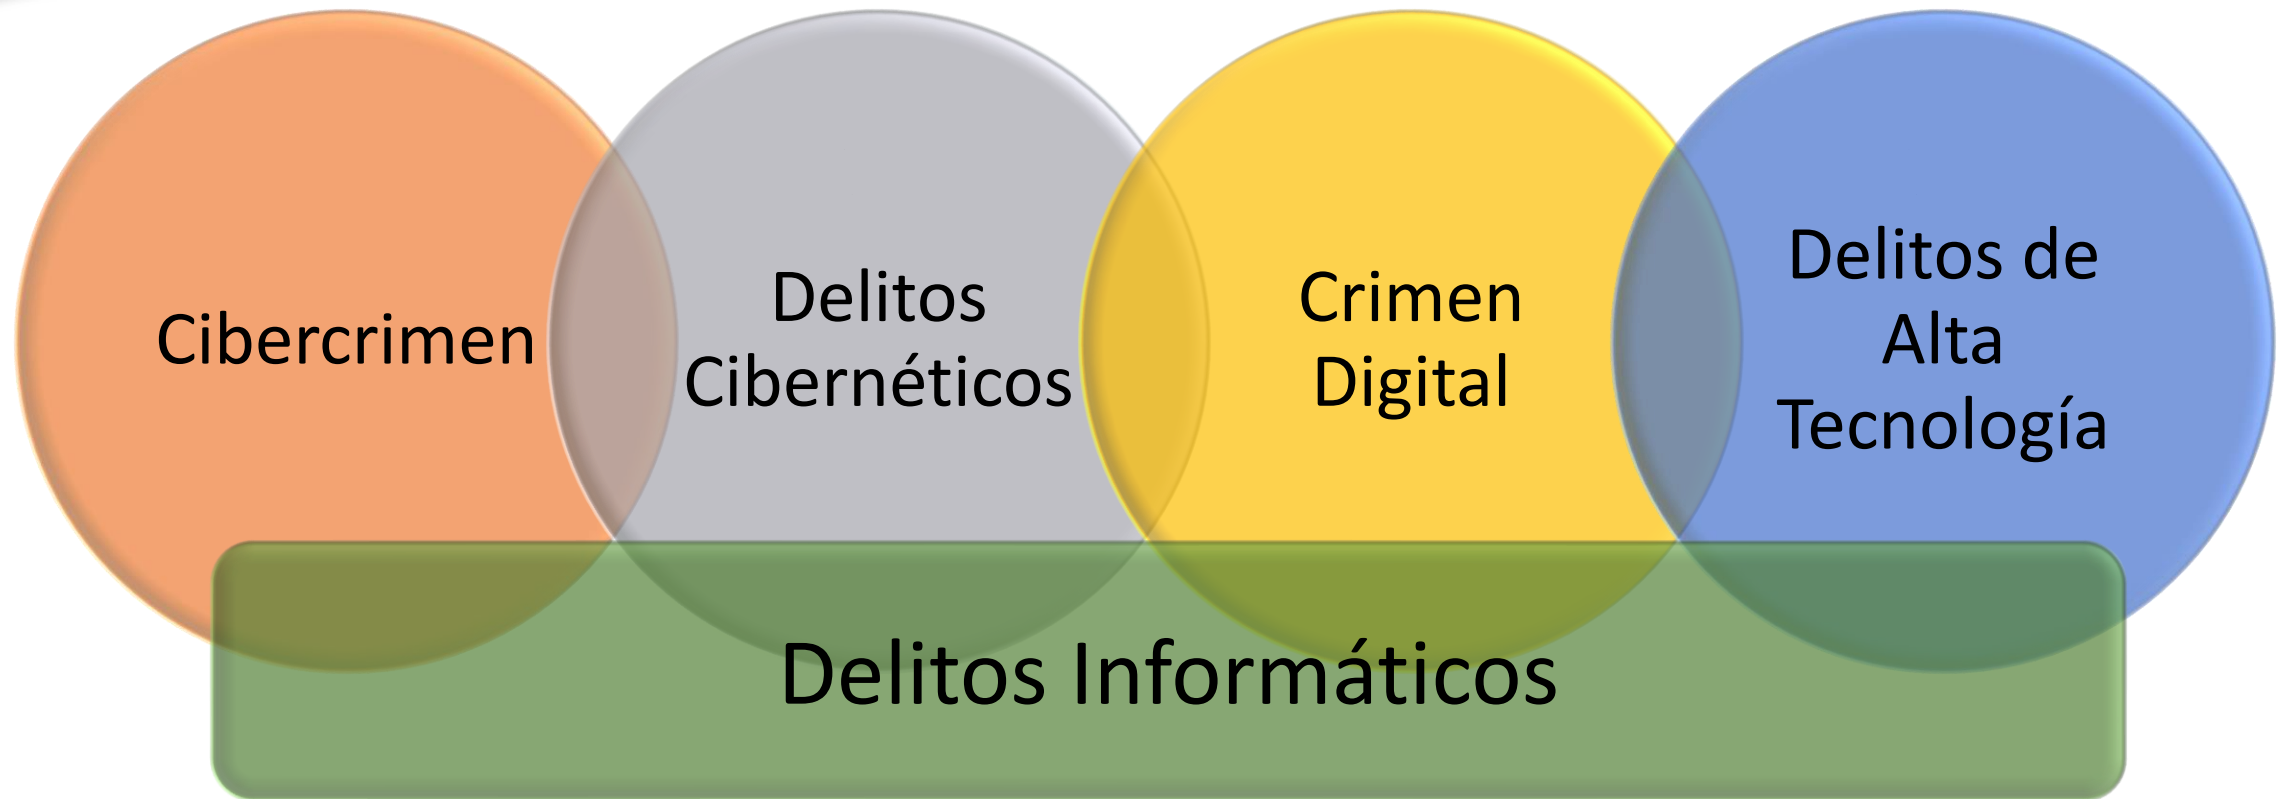 Cibercrimen
Delitos
Cibernéticos
Crimen
Digital
Delitos de
Alta
Tecnología
Delitos Informáticos